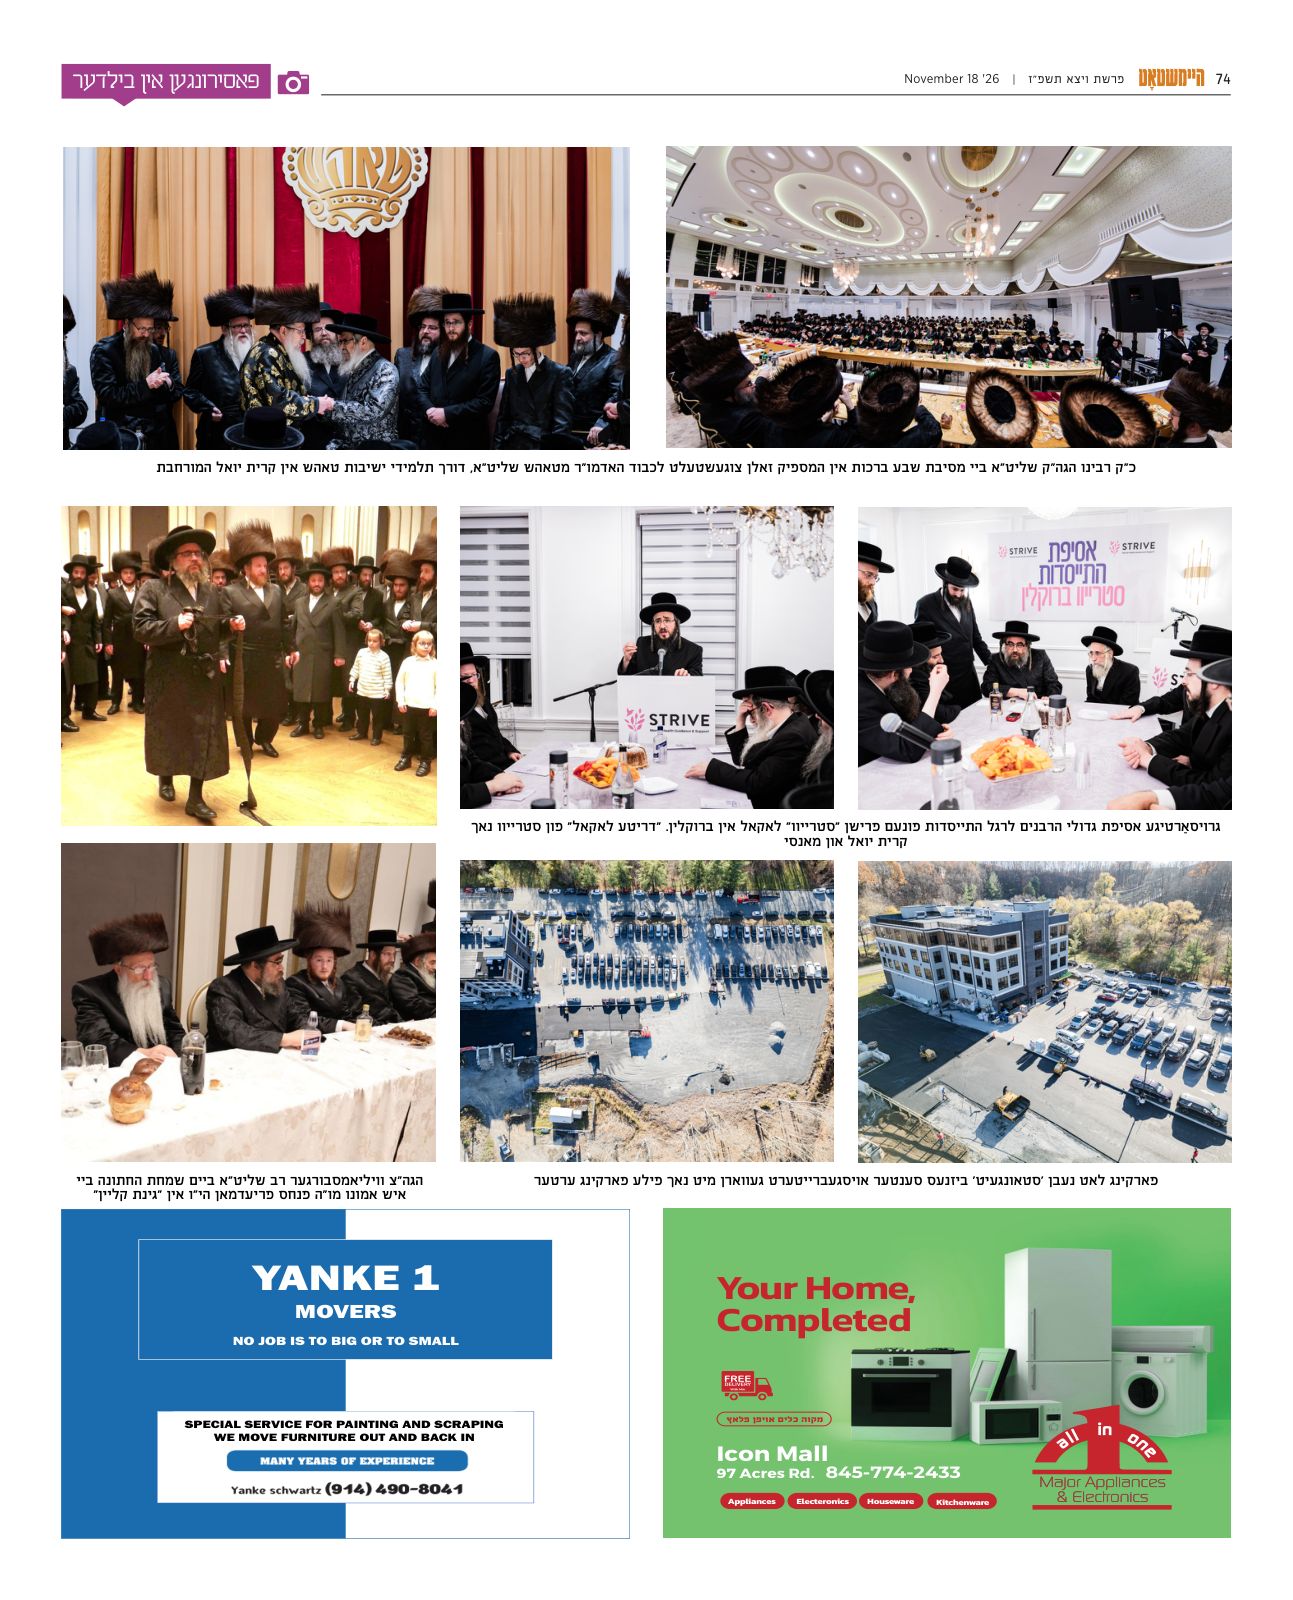 74 היימשטאָט פרשת ויצא תשפ״ז | November 18 '26
פאסירונגען אין בילדער
טאהש
כ״ק רבינו הגה״ק שליט״א ביי מסיבת שבע ברכות אין המספיק זאלן צוגעשטעלט לכבוד האדמו״ר מטאהש שליט״א, דורך תלמידי ישיבות טאהש אין קרית יואל המורחבת
STRIVE
STRIVE
אסיפת
התייסדות
סטרייוו ברוקלין
STRIVE
גרויסאַרטיגע אסיפת גדולי הרבנים לרגל התייסדות פונעם פרישן "סטרייוו" לאקאל אין ברוקלין. "דריטע לאקאל" פון סטרייוו נאך
קרית יואל און מאנסי
פארקינג לאט נעבן 'סטאונגעיט' ביזנעס סענטער אויסגעברייטערט געווארן מיט נאך פילע פארקינג ערטער
הגה״צ וויליאמסבורגער רב שליט״א ביים שמחת החתונה ביי
איש אמונו מו״ה פנחס פריעדמאן הי״ו אין "גינת קליין"
YANKE 1
MOVERS
NO JOB IS TO BIG OR TO SMALL
SPECIAL SERVICE FOR PAINTING AND SCRAPING
WE MOVE FURNITURE OUT AND BACK IN
MANY YEARS OF EXPERIENCE
Yanke schwartz (914) 490-8041
Your Home,
Completed
FREE
DELIVERY
מקוה כלים אויפן פלאץ
Icon Mall
97 Acres Rd. 845-774-2433
Appliances Electeronics Houseware Kitchenware
all in one
Major Appliances
& Electronics